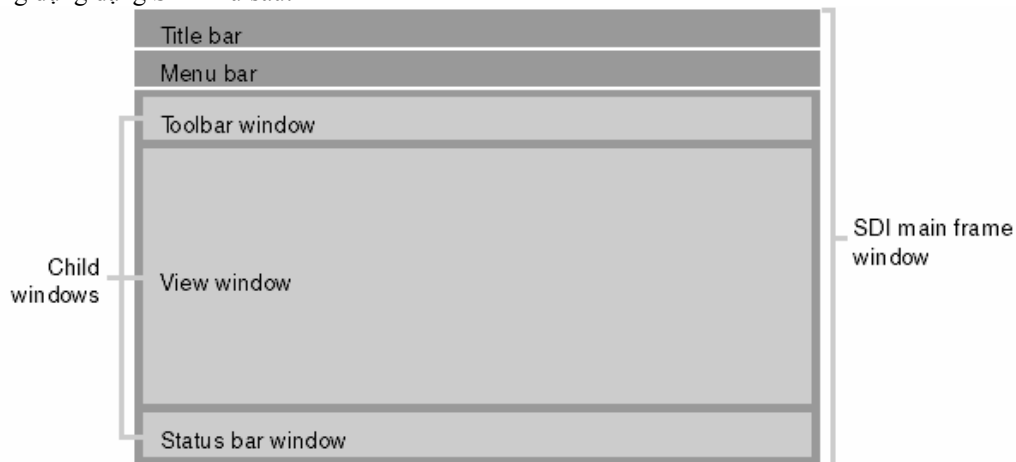 Title bar
Menu bar
Toolbar window
SDI main frame
window
Child
windows
View window
Status bar window